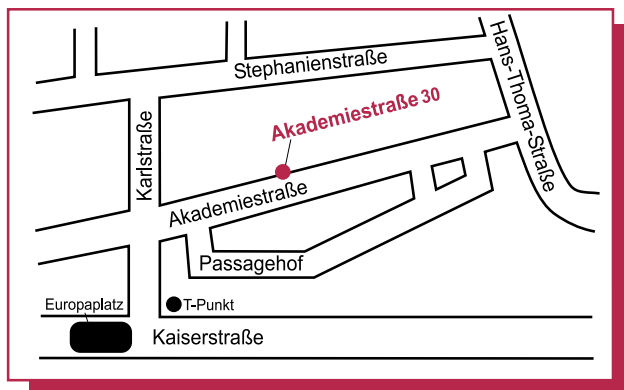 Stephanienstraße
Hans-Thoma-Straße
Akademiestraße 30
Karlstraße
Akademiestraße
Passagehof
Europaplatz
T-Punkt
Kaiserstraße